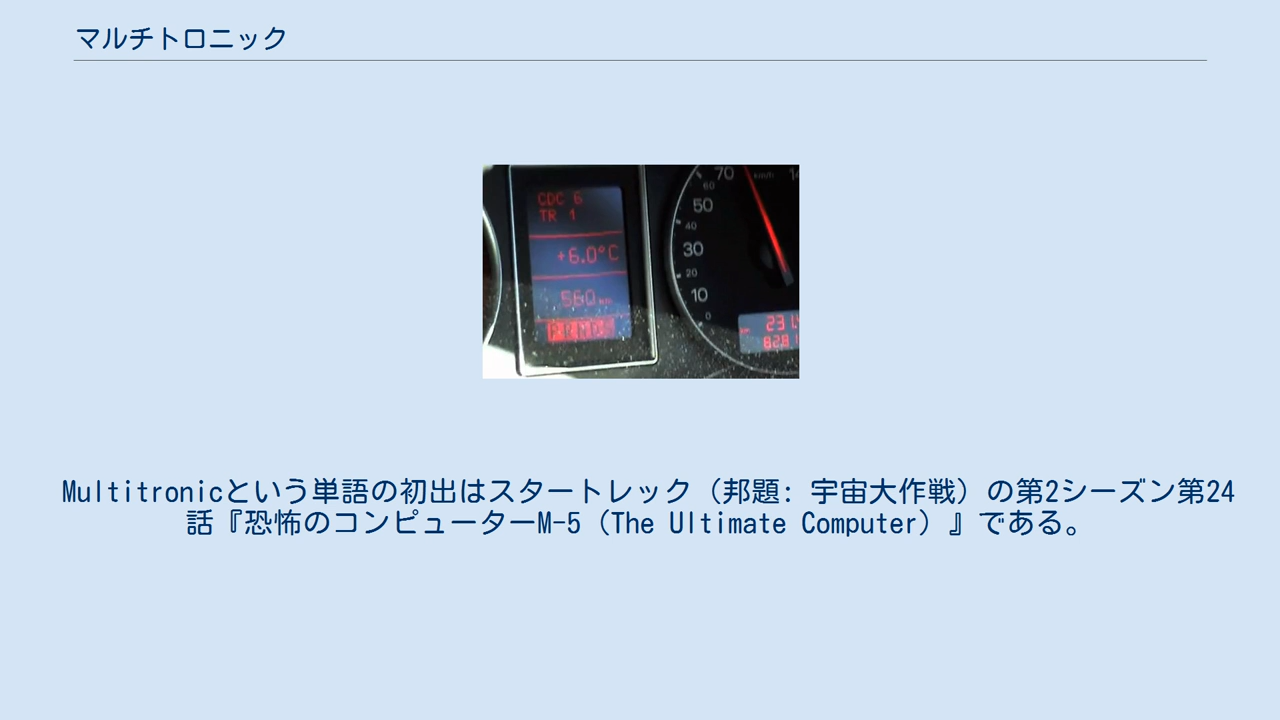 マルチトロニック
CDC 6
TR 1
+6.0°C
560 km
70
km/h
60
50
40
30
20
10
0
Multitronicという単語の初出はスタートレック（邦題: 宇宙大作戦）の第2シーズン第24
話『恐怖のコンピューターM-5（The Ultimate Computer）』である。